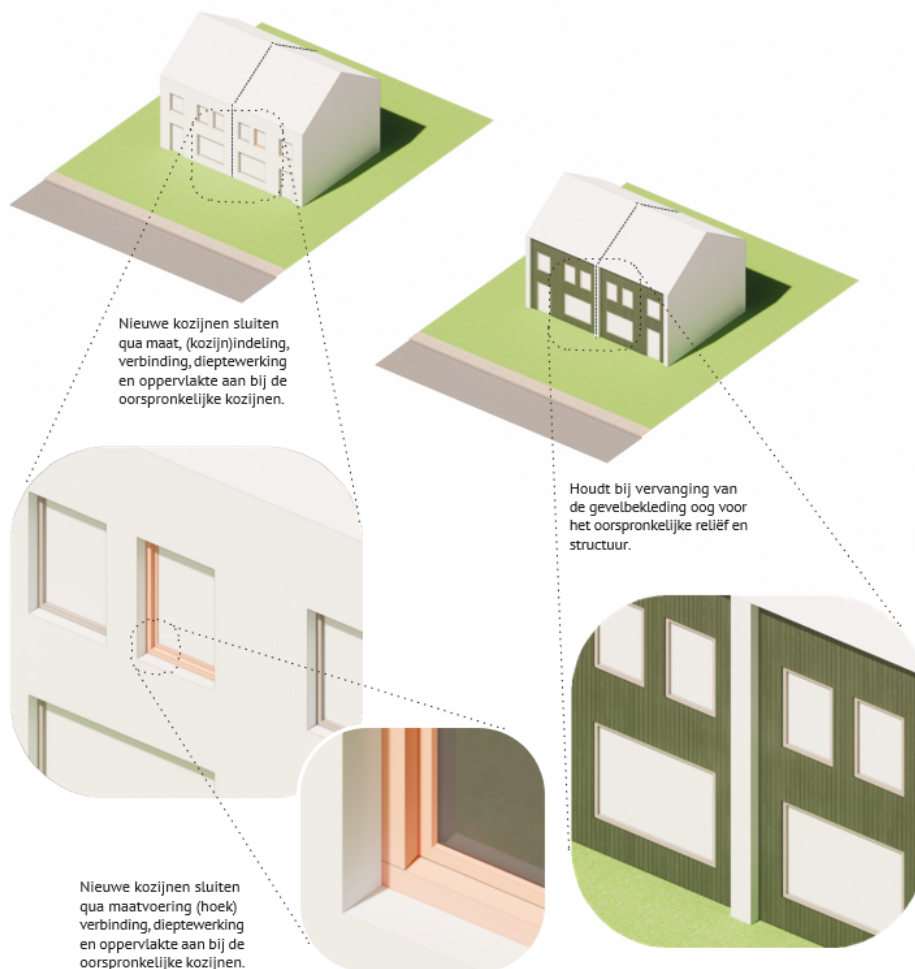 Nieuwe kozijnen sluiten
qua maat, (kozijn)indeling,
verbinding, dieptewerking
en oppervlakte aan bij de
oorspronkelijke kozijnen.
Houdt bij vervanging van
de gevelbekleding oog voor
het oorspronkelijke reliëf en
structuur.
Nieuwe kozijnen sluiten
qua maatvoering (hoek)
verbinding, dieptewerking
en oppervlakte aan bij de
oorspronkelijke kozijnen.